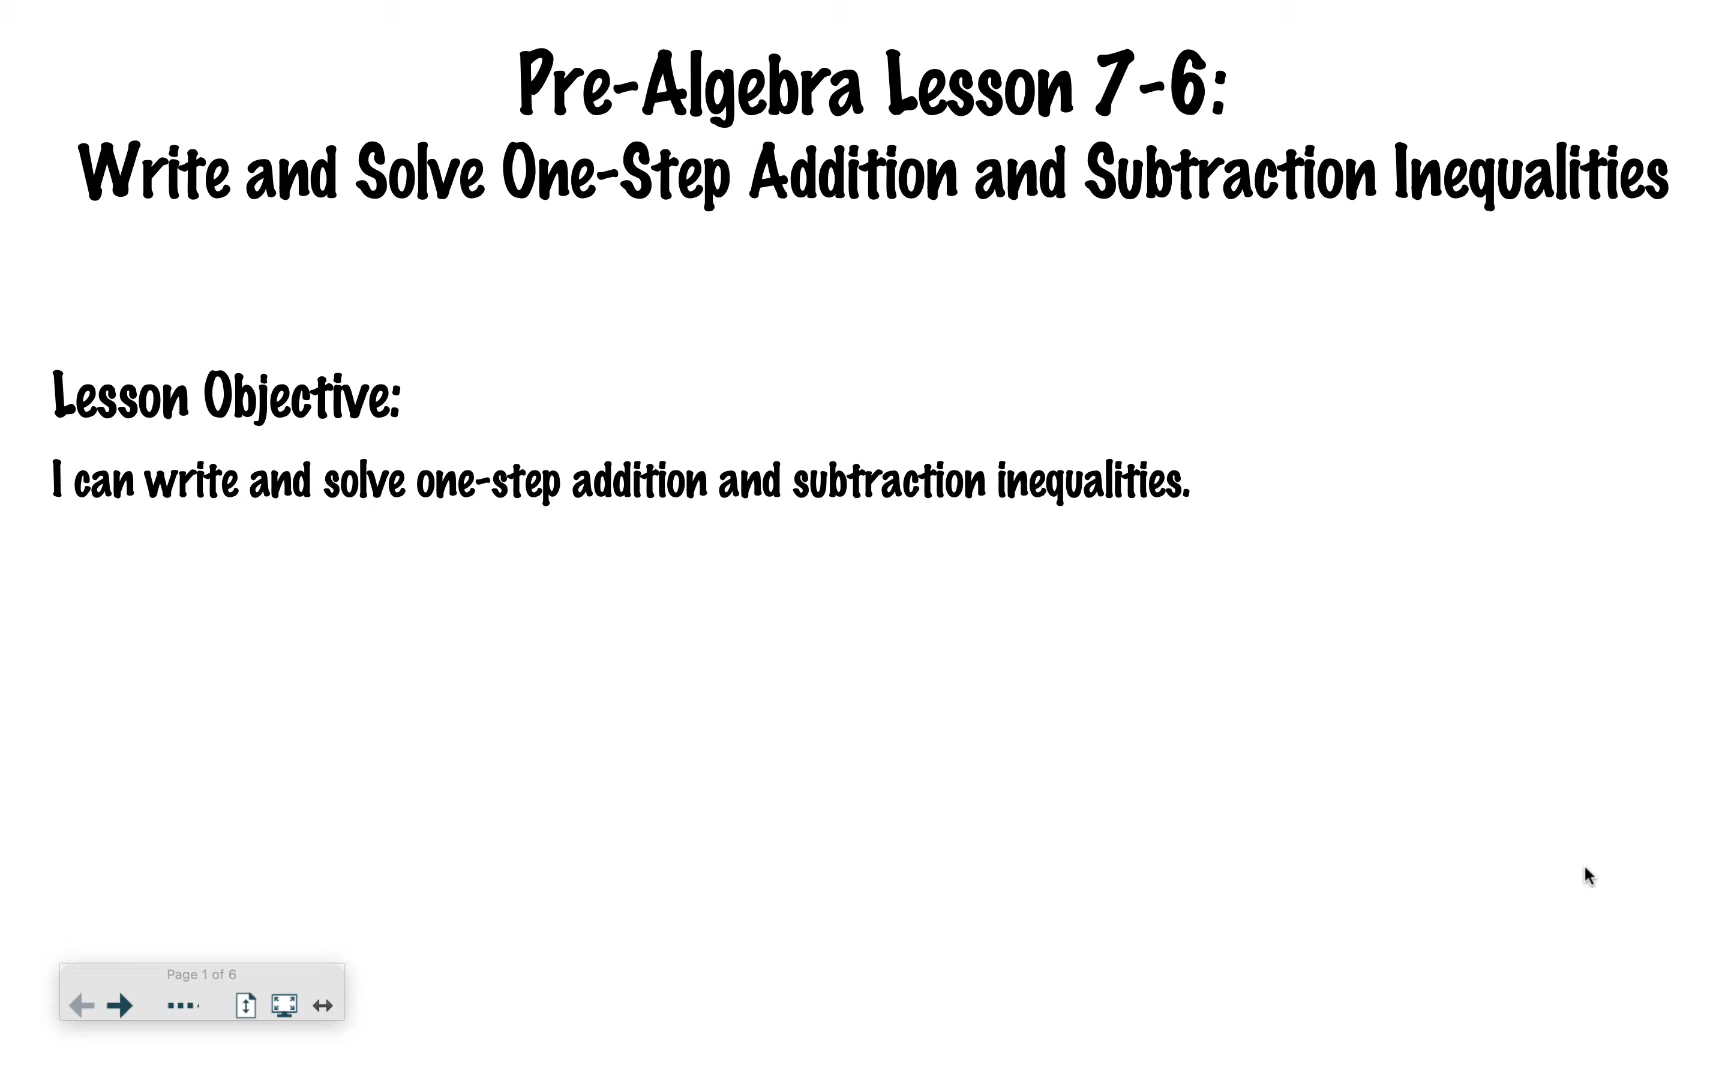 Pre-Algebra Lesson 7-6:
Write and Solve One-Step Addition and Subtraction Inequalities
Lesson Objective:
I can write and solve one-step addition and subtraction inequalities.
Page 1 of 6